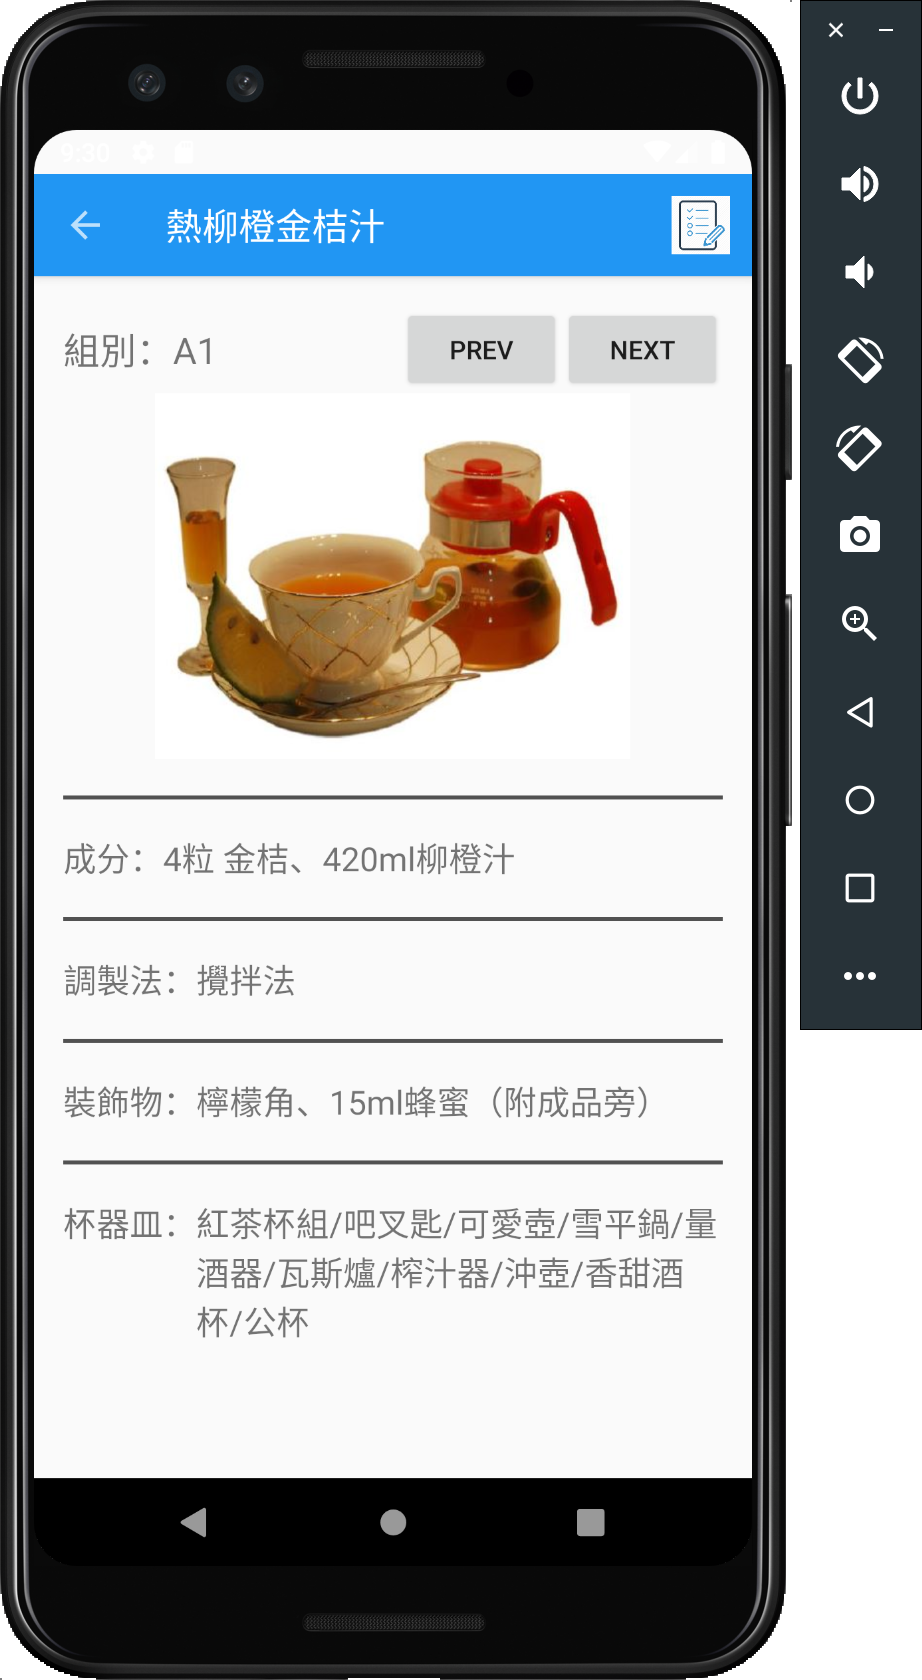 9:30
熱柳橙金桔汁
組別：A1
PREV
NEXT
成分：4粒 金桔、420ml柳橙汁
調製法：攪拌法
裝飾物：檸檬角、15ml蜂蜜（附成品旁）
杯器皿：紅茶杯組/吧叉匙/可愛壺/雪平鍋/量
酒器/瓦斯爐/榨汁器/沖壺/香甜酒
杯/公杯